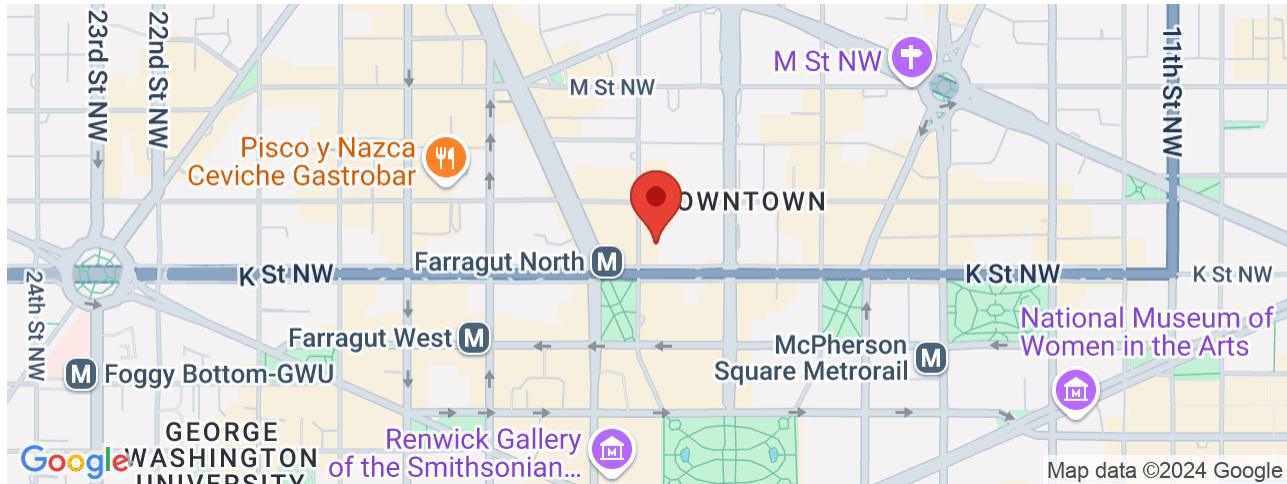 23rd St NW
22nd St NW
11th St NW
M St NW
M St NW
Pisco y Nazca
Ceviche Gastrobar
OWNTOWN
Farragut North
M
K St NW
K St NW
K St NW
24th St NW
Farragut West
M
National Museum of
Women in the Arts
McPherson
Square Metrorail
M
M
Foggy Bottom-GWU
GEORGE
WASHINGTON
UNIVERSITY
Renwick Gallery
of the Smithsonian...
Google
Map data ©2024 Google